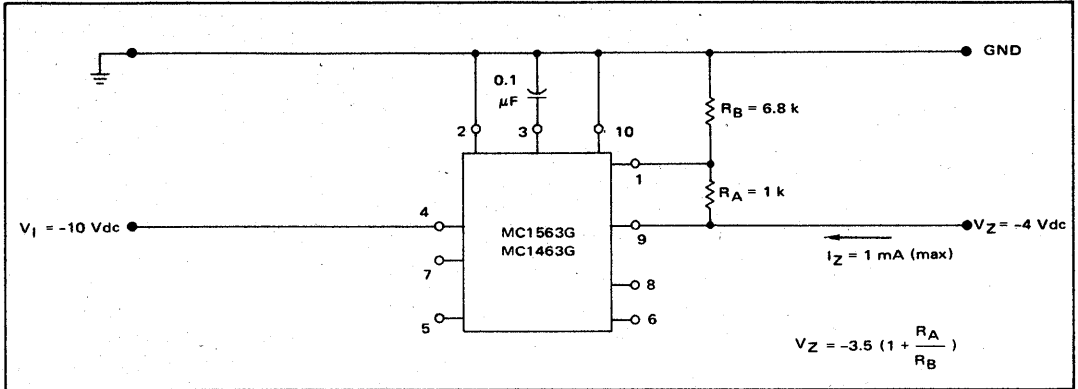 GND
0.1
μF
R_B = 6.8 k
2
3
10
1
R_A = 1 k
V_I = -10 Vdc
4
MC1563G
MC1463G
9
V_Z = -4 Vdc
I_Z = 1 mA (max)
7
8
5
6
V_Z = -3.5 (1 + R_A / R_B )